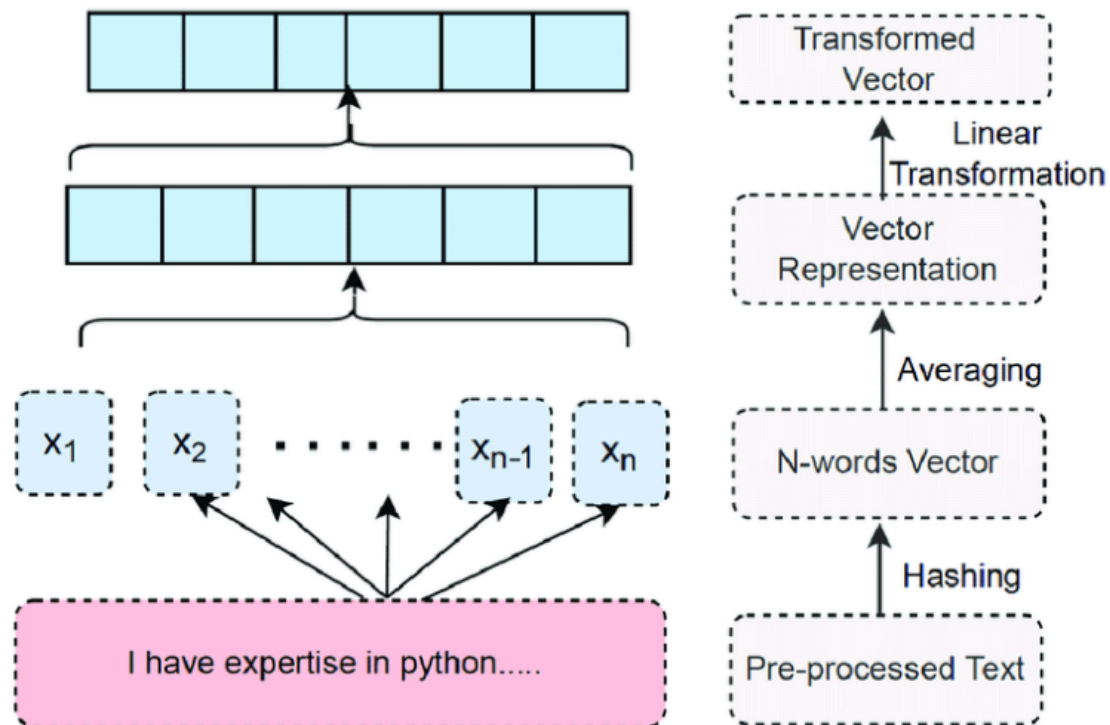 Transformed
Vector
Linear
Transformation
Vector
Representation
Averaging
x1
x2
xn-1
xn
N-words Vector
Hashing
I have expertise in python.....
Pre-processed Text